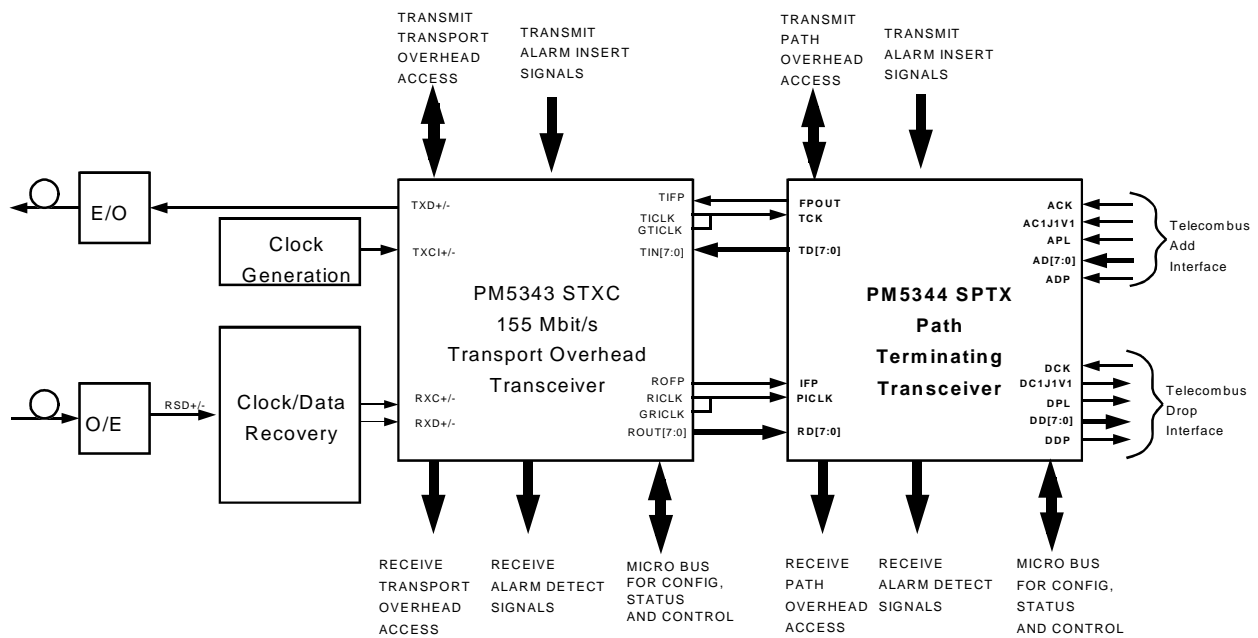 TRANSMIT
TRANSPORT
OVERHEAD
ACCESS
TRANSMIT
ALARM INSERT
SIGNALS
TRANSMIT
PATH
OVERHEAD
ACCESS
TRANSMIT
ALARM INSERT
SIGNALS
E/O
Clock
Generation
TXD+/-
TXCI+/-
TIFP
TICLK
GTICLK
TIN[7:0]
PM5343 STXC
155 Mbit/s
Transport Overhead
Transceiver
FPOUT
TCK
TD[7:0]
PM5344 SPTX
Path
Terminating
Transceiver
ACK
AC1J1V1
APL
AD[7:0]
ADP
Telecombus
Add
Interface
O/E
RSD+/-
Clock/Data
Recovery
RXC+/-
RXD+/-
ROFP
RICLK
GRICLK
ROUT[7:0]
IFP
PICLK
RD[7:0]
DCK
DC1J1V1
DPL
DD[7:0]
DDP
Telecombus
Drop
Interface
RECEIVE
TRANSPORT
OVERHEAD
ACCESS
RECEIVE
ALARM DETECT
SIGNALS
MICRO BUS
FOR CONFIG,
STATUS
AND CONTROL
RECEIVE
PATH
OVERHEAD
ACCESS
RECEIVE
ALARM DETECT
SIGNALS
MICRO BUS
FOR CONFIG,
STATUS
AND CONTROL